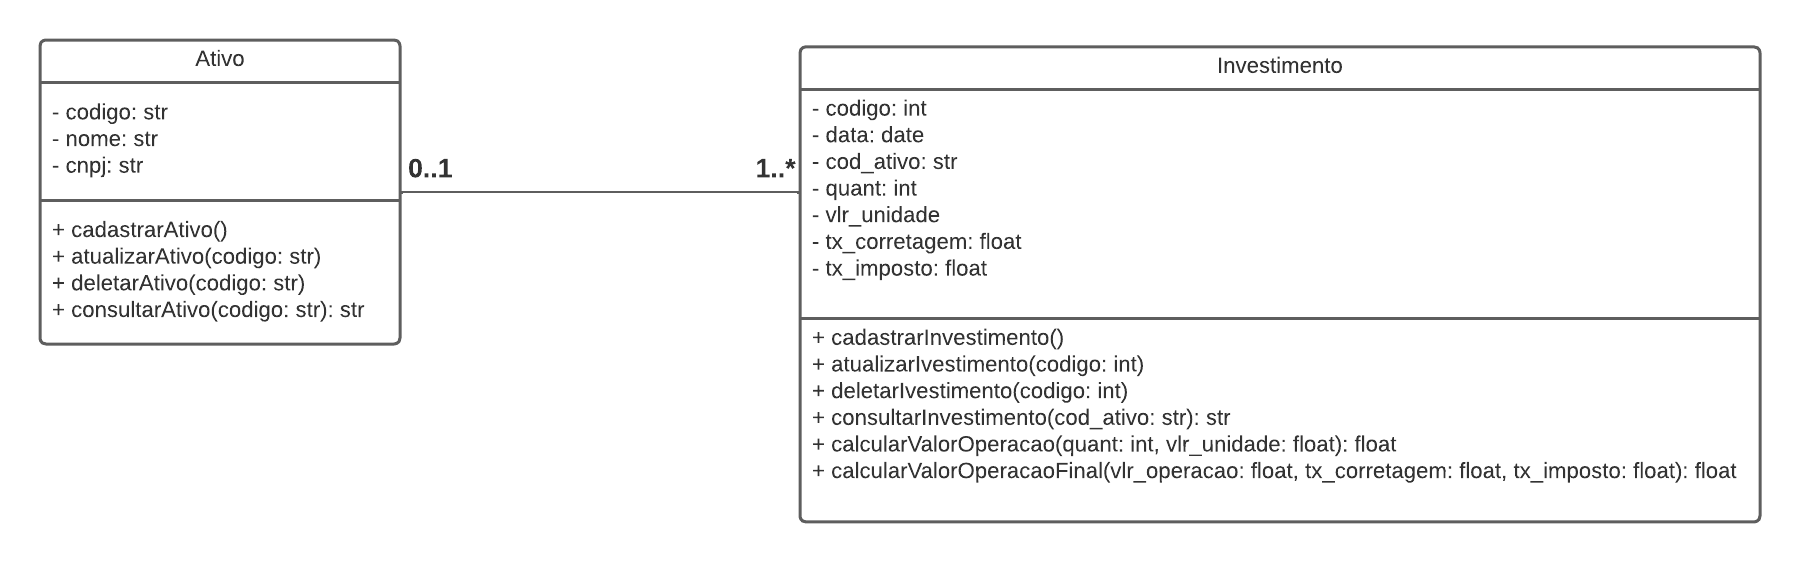 Ativo
- codigo: str
- nome: str
- cnpj: str
+ cadastrarAtivo()
+ atualizarAtivo(codigo: str)
+ deletarAtivo(codigo: str)
+ consultarAtivo(codigo: str): str
0..1
1..*
Investimento
- codigo: int
- data: date
- cod_ativo: str
- quant: int
- vlr_unidade
- tx_corretagem: float
- tx_imposto: float
+ cadastrarInvestimento()
+ atualizarIvestimento(codigo: int)
+ deletarIvestimento(codigo: int)
+ consultarInvestimento(cod_ativo: str): str
+ calcularValorOperacao(quant: int, vlr_unidade: float): float
+ calcularValorOperacaoFinal(vlr_operacao: float, tx_corretagem: float, tx_imposto: float): float